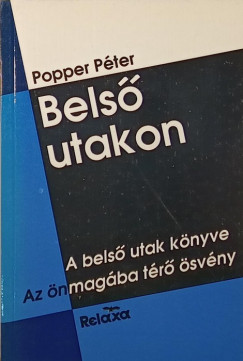 Popper Péter
Belső
utakon
A belső utak könyve
Az önmagába térő ösvény
Relaxa